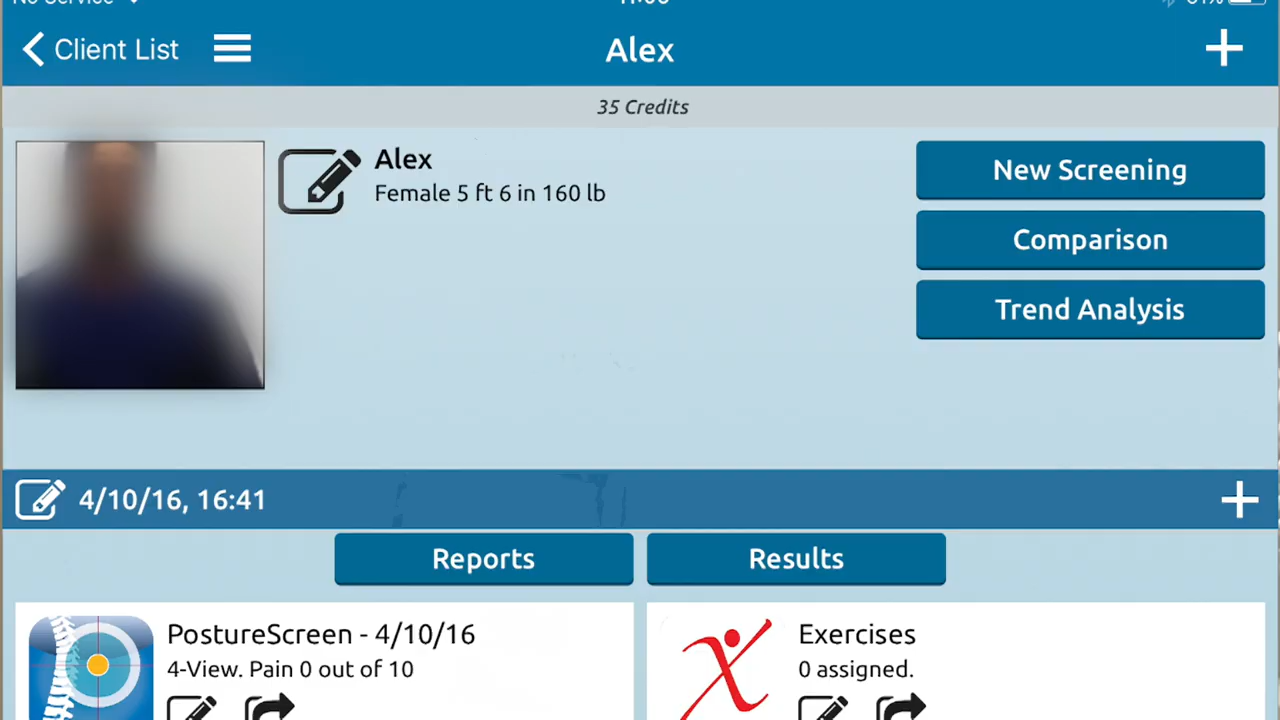 Client List
Alex
35 Credits
Alex
Female 5 ft 6 in 160 lb
New Screening
Comparison
Trend Analysis
4/10/16, 16:41
Reports
Results
PostureScreen - 4/10/16
4-View. Pain 0 out of 10
Exercises
0 assigned.